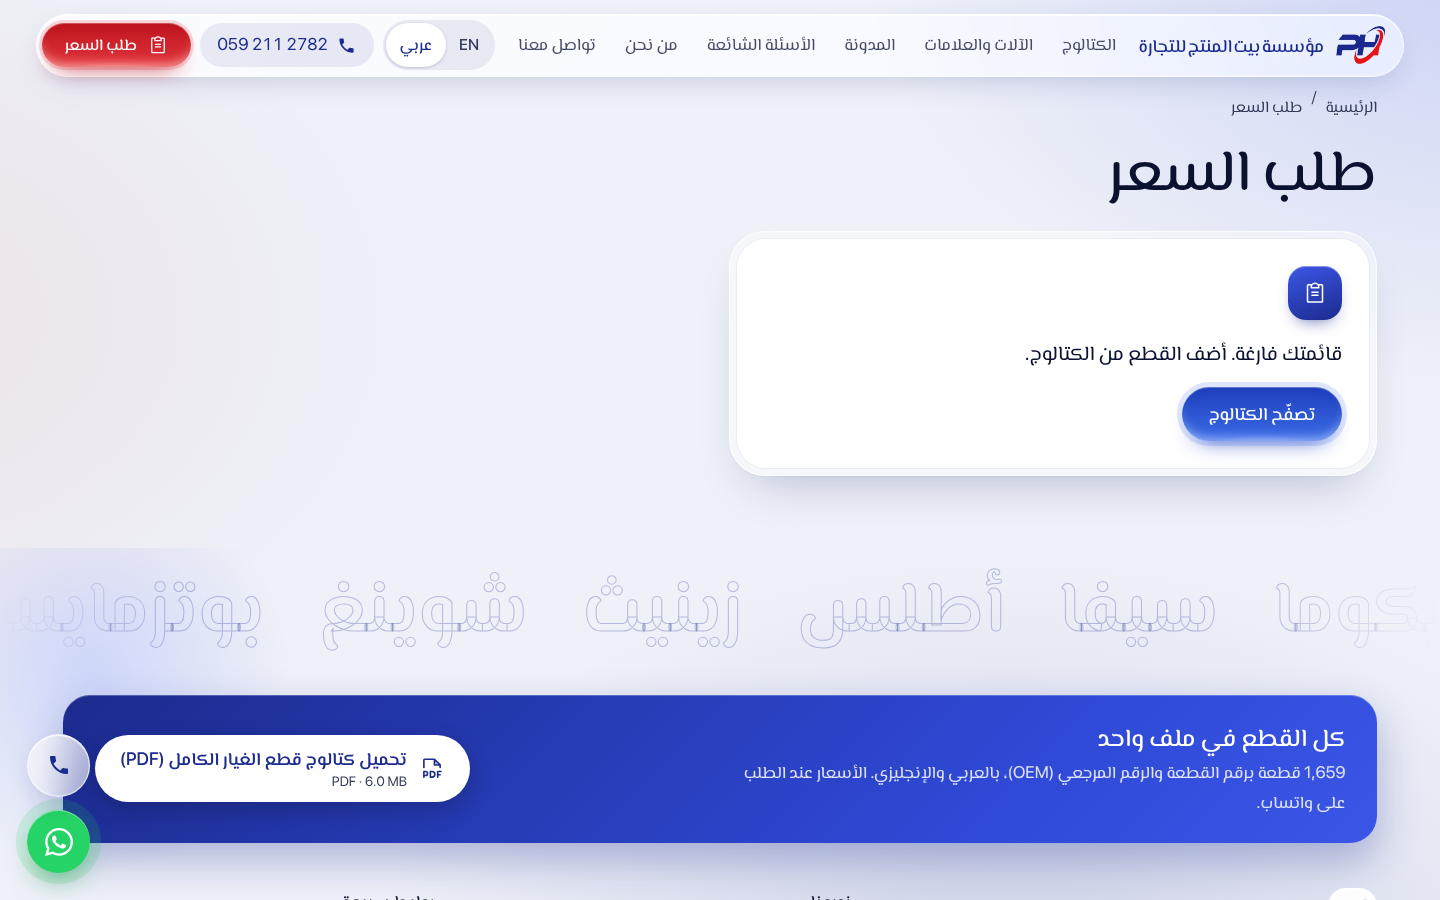 PH
مؤسسة بيت المنتج للتجارة
الكتالوج
الآلات والعلامات
المدونة
الأسئلة الشائعة
من نحن
تواصل معنا
EN
عربي
059 211 2782
طلب السعر
الرئيسية / طلب السعر
طلب السعر
قائمتك فارغة. أضف القطع من الكتالوج.
تصفّح الكتالوج
كوما
سيفا
أطلس
زينيث
شوينغ
بوتزمايس
كل القطع في ملف واحد
1,659 قطعة برقم القطعة والرقم المرجعي (OEM)، بالعربي والإنجليزي. الأسعار عند الطلب
على واتساب.
تحميل كتالوج قطع الغيار الكامل (PDF)
PDF · 6.0 MB
PDF